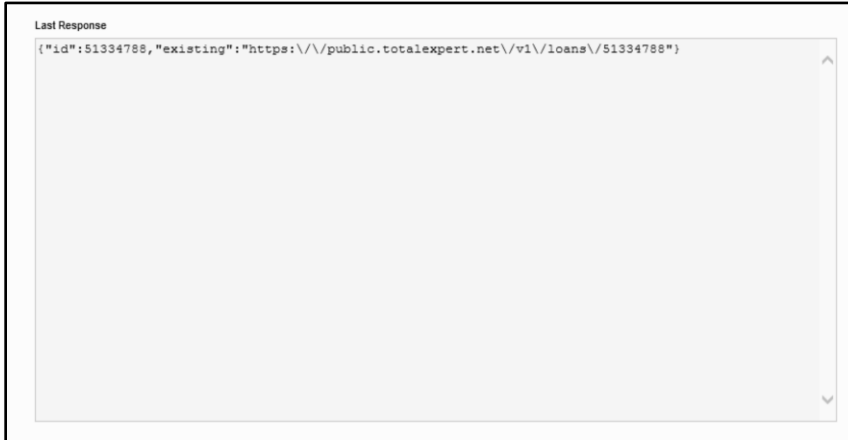 Last Response
{"id":51334788,"existing":"https:\/\/public.totalexpert.net\/v1\/loans\/51334788"}